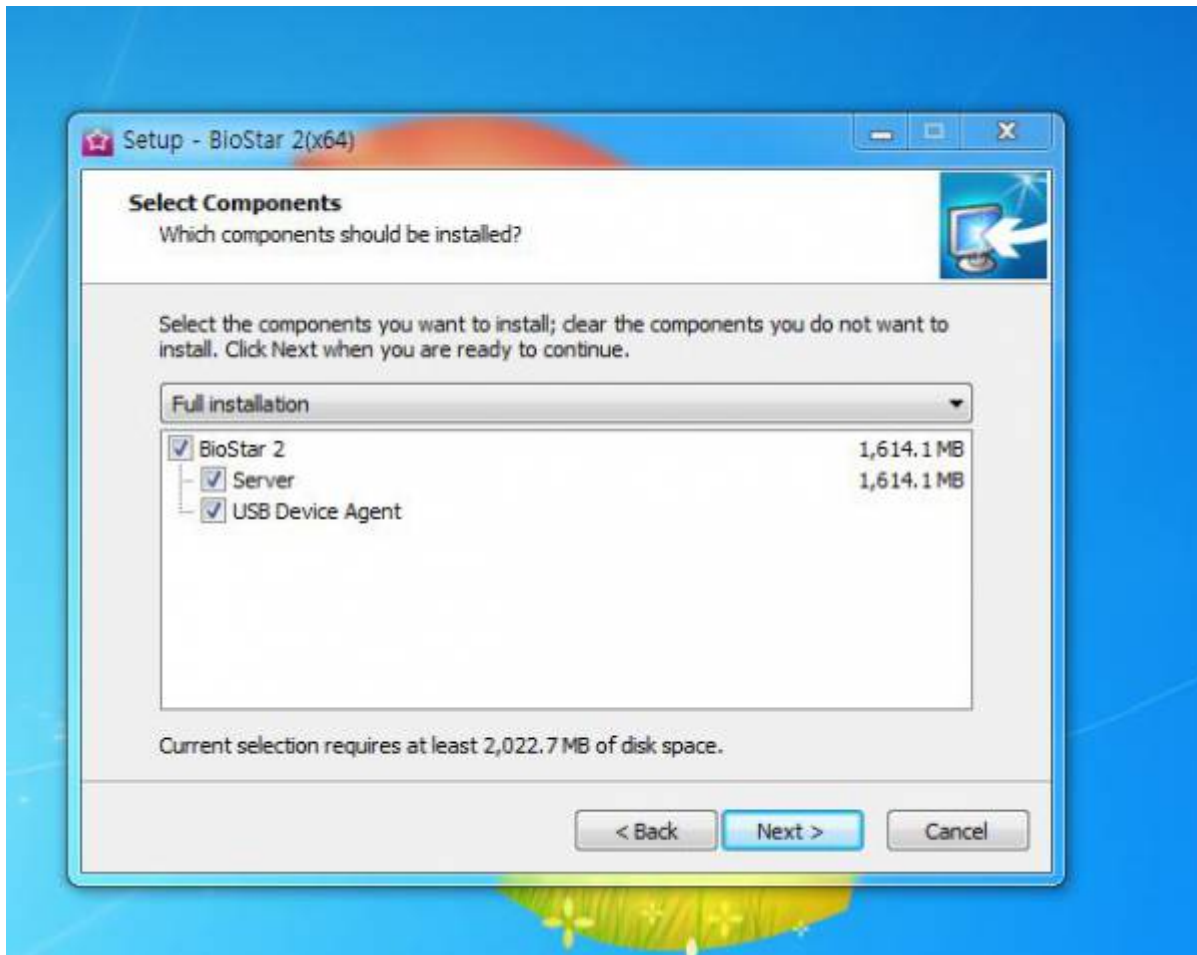 Setup - BioStar 2(x64)
Select Components
Which components should be installed?
Select the components you want to install; clear the components you do not want to
install. Click Next when you are ready to continue.
Full installation
BioStar 2 1,614.1 MB
Server 1,614.1 MB
USB Device Agent
Current selection requires at least 2,022.7 MB of disk space.
< Back Next > Cancel